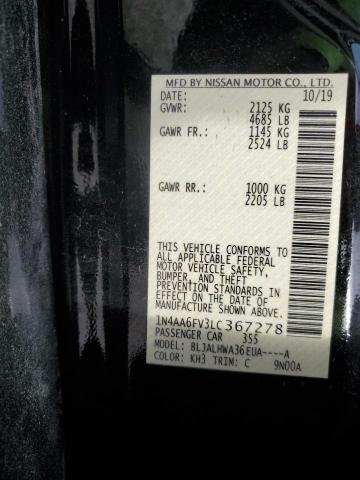 MFD BY NISSAN MOTOR CO., LTD.
DATE: 10/19
GVWR: 2125 KG
4685 LB
GAWR FR.: 1145 KG
2524 LB
GAWR RR.: 1000 KG
2205 LB
THIS VEHICLE CONFORMS TO
ALL APPLICABLE FEDERAL
MOTOR VEHICLE SAFETY,
BUMPER, AND THEFT
PREVENTION STANDARDS IN
EFFECT ON THE DATE OF
MANUFACTURE SHOWN ABOVE.
1N4AA6FV3LC367278
PASSENGER CAR 355
MODEL: BLJALHWA36EUA----A
COLOR: KH3 TRIM: C 9N00A